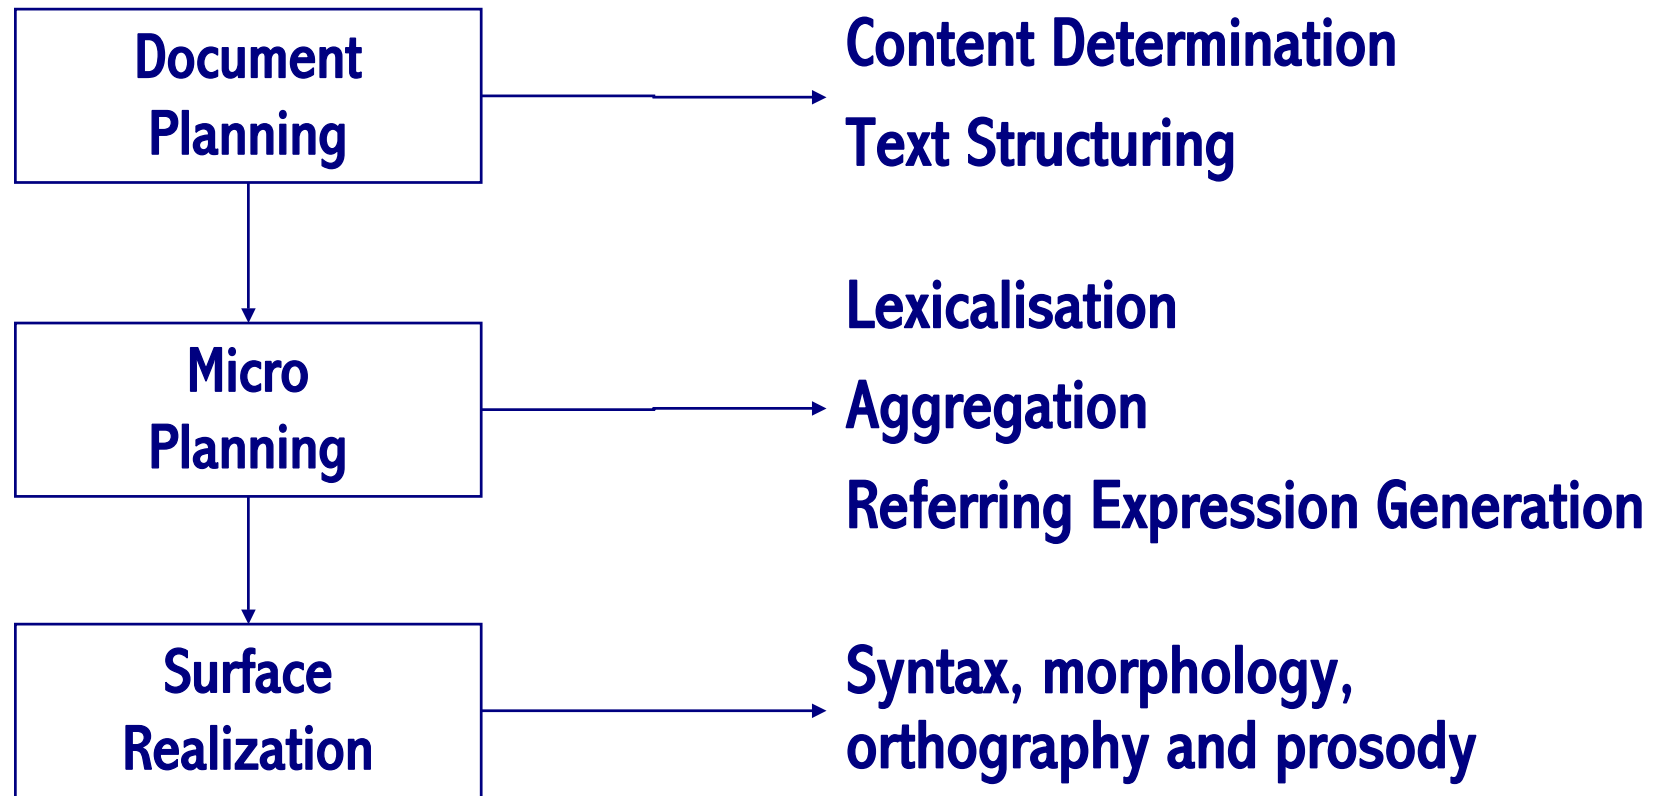 Document
Planning
Content Determination
Text Structuring
Micro
Planning
Lexicalisation
Aggregation
Referring Expression Generation
Surface
Realization
Syntax, morphology,
orthography and prosody